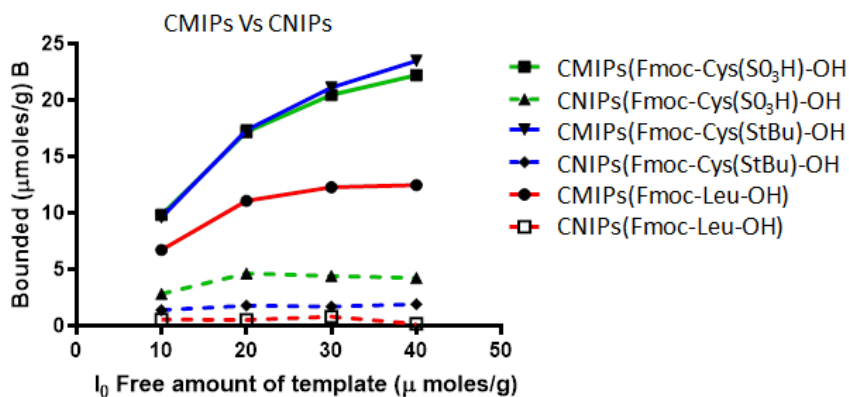 CMIPs Vs CNIPs
25
20
15
10
5
0
Bounded (μmoles/g) B
0 10 20 30 40 50
I₀ Free amount of template (μ moles/g)
CMIPs(Fmoc-Cys(S0₃H)-OH
CNIPs(Fmoc-Cys(S0₃H)-OH
CMIPs(Fmoc-Cys(StBu)-OH
CNIPs(Fmoc-Cys(StBu)-OH
CMIPs(Fmoc-Leu-OH)
CNIPs(Fmoc-Leu-OH)